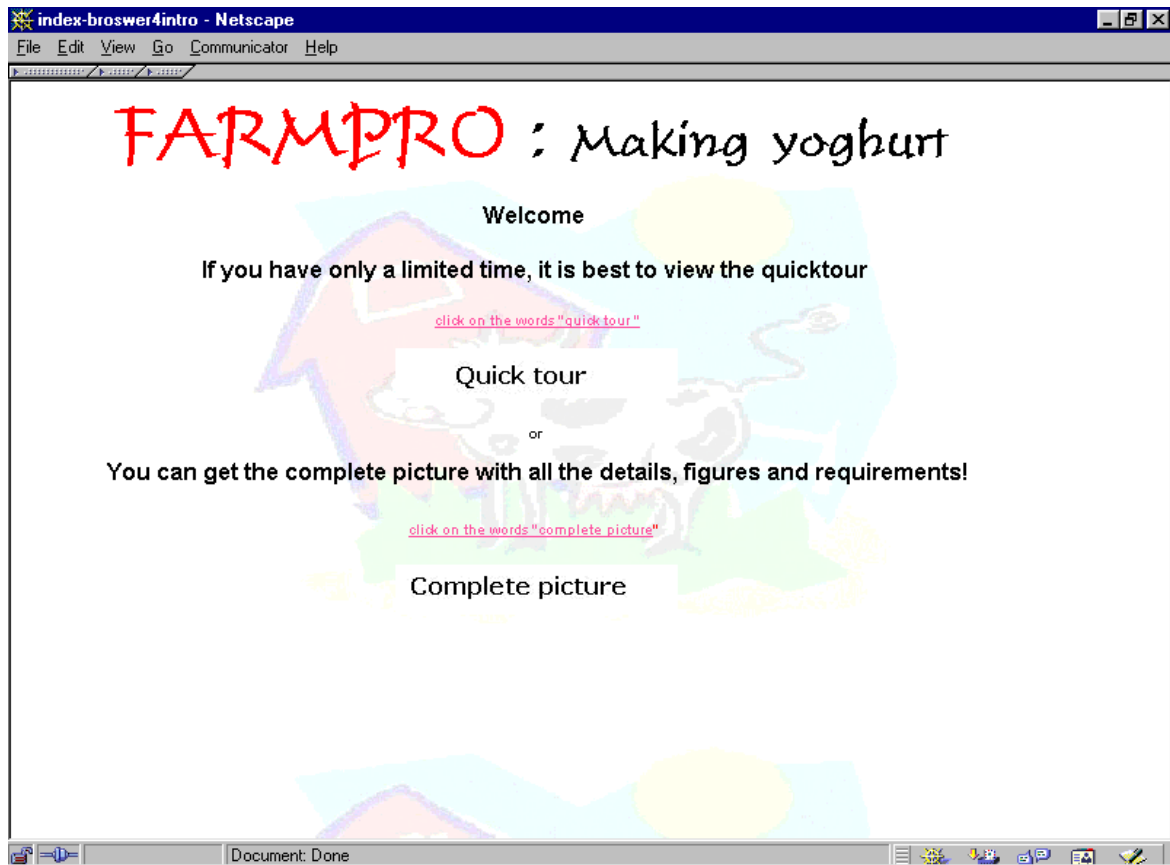 index-broswer4intro - Netscape
File Edit View Go Communicator Help
FARMPRO : Making yoghurt
Welcome
If you have only a limited time, it is best to view the quicktour
click on the words "quick tour "
Quick tour
or
You can get the complete picture with all the details, figures and requirements!
click on the words "complete picture"
Complete picture
Document: Done